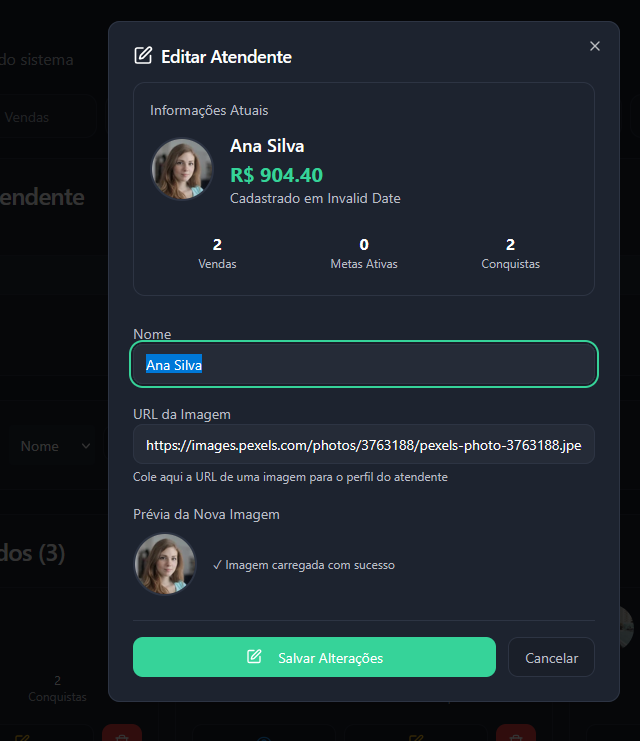 do sistema
Vendas
endente
Nome
dos (3)
2
Conquistas
Editar Atendente
Informações Atuais
Ana Silva
R$ 904.40
Cadastrado em Invalid Date
2
Vendas
0
Metas Ativas
2
Conquistas
Nome
Ana Silva
URL da Imagem
https://images.pexels.com/photos/3763188/pexels-photo-3763188.jpe
Cole aqui a URL de uma imagem para o perfil do atendente
Prévia da Nova Imagem
✓ Imagem carregada com sucesso
Salvar Alterações
Cancelar